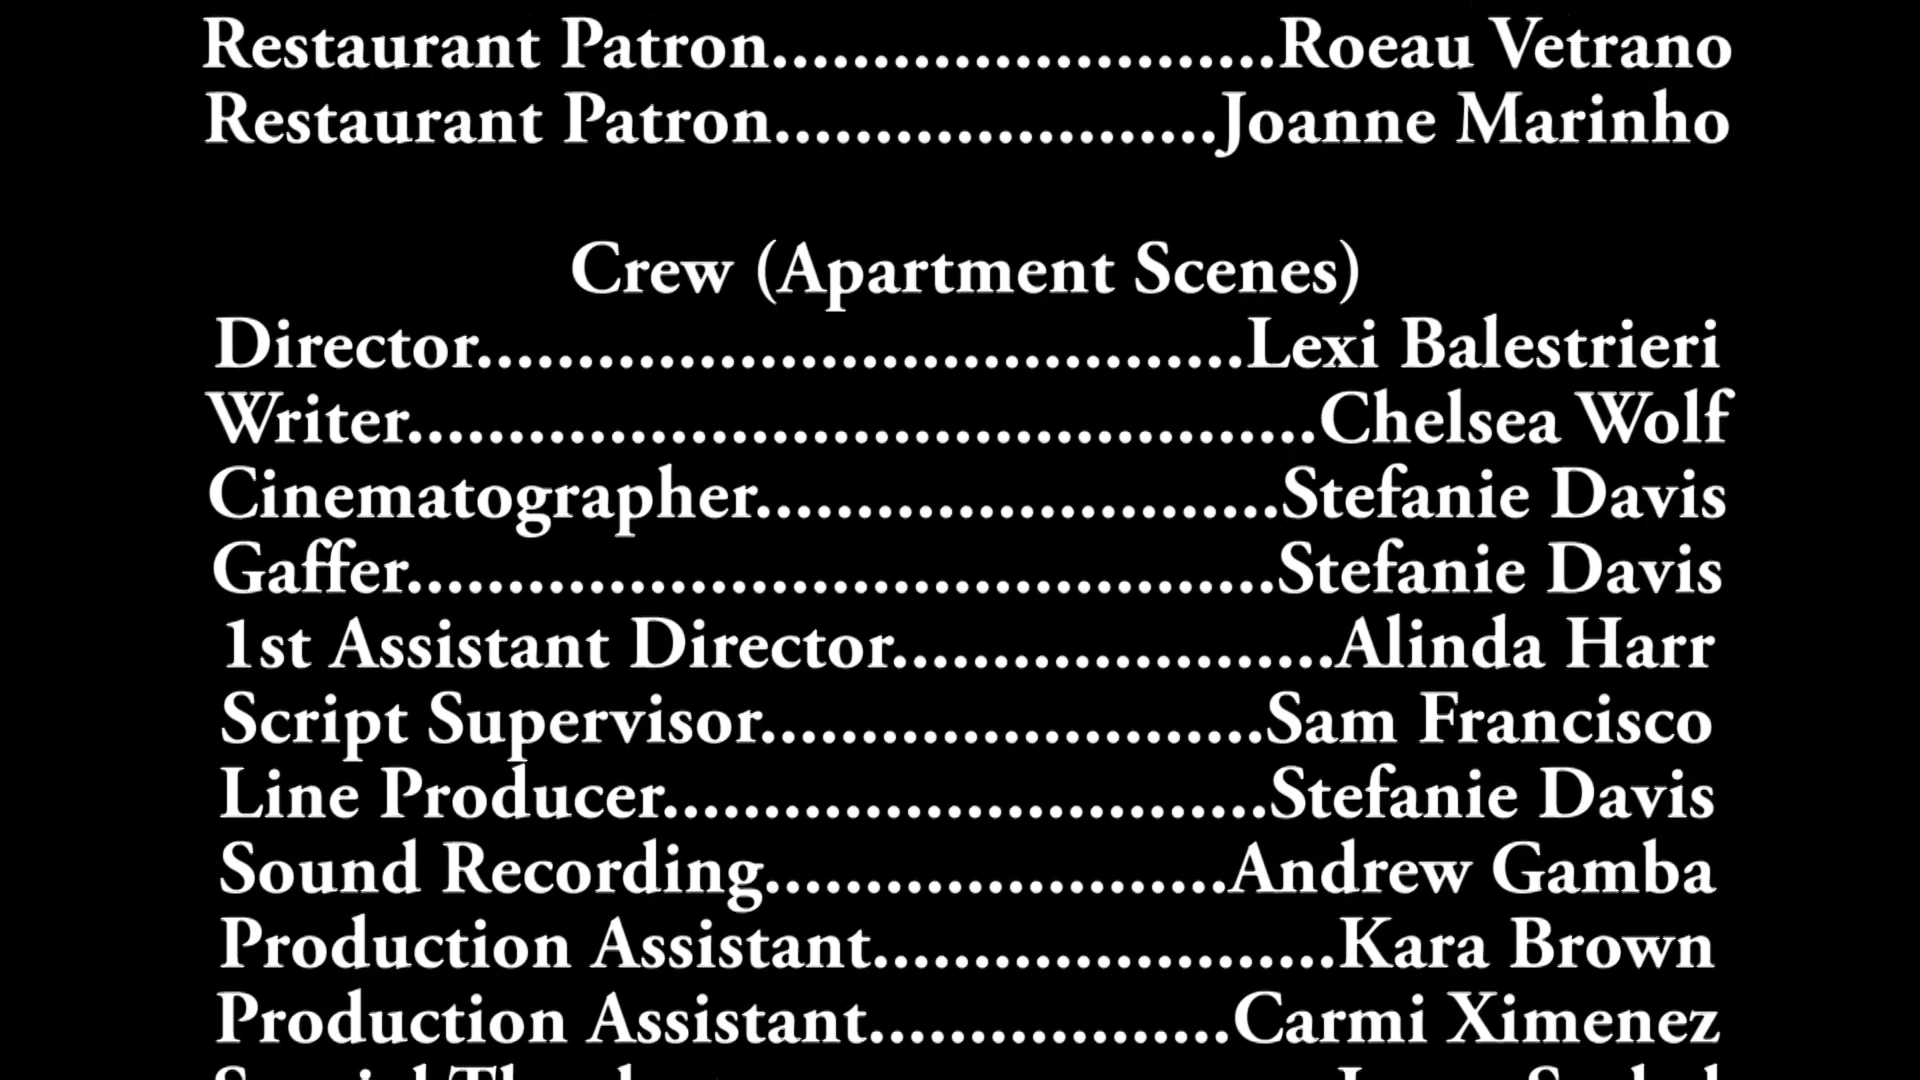 Restaurant Patron.........................Roeau Vetrano
Restaurant Patron......................Joanne Marinho
Crew (Apartment Scenes)
Director......................................Lexi Balestrieri
Writer.............................................Chelsea Wolf
Cinematographer..........................Stefanie Davis
Gaffer...........................................Stefanie Davis
1st Assistant Director......................Alinda Harr
Script Supervisor.........................Sam Francisco
Line Producer..............................Stefanie Davis
Sound Recording.......................Andrew Gamba
Production Assistant.......................Kara Brown
Production Assistant..................Carmi Ximenez